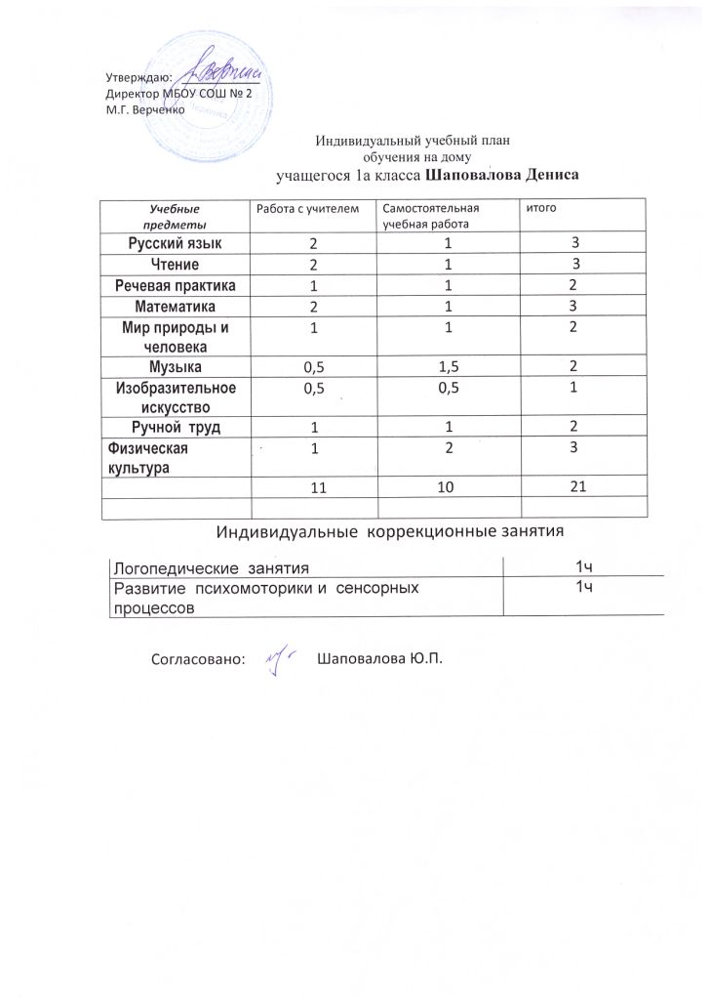 Утверждаю:
Директор МБОУ СОШ № 2
М.Г. Верченко
Индивидуальный учебный план
обучения на дому
учащегося 1а класса Шаповалова Дениса
Учебные предметы Работа с учителем Самостоятельная учебная работа итого
Русский язык 2 1 3
Чтение 2 1 3
Речевая практика 1 1 2
Математика 2 1 3
Мир природы и человека 1 1 2
Музыка 0,5 1,5 2
Изобразительное искусство 0,5 0,5 1
Ручной труд 1 1 2
Физическая культура 1 2 3
11 10 21
Индивидуальные коррекционные занятия
Логопедические занятия 1ч
Развитие психомоторики и сенсорных 1ч
процессов
Согласовано: Шаповалова Ю.П.